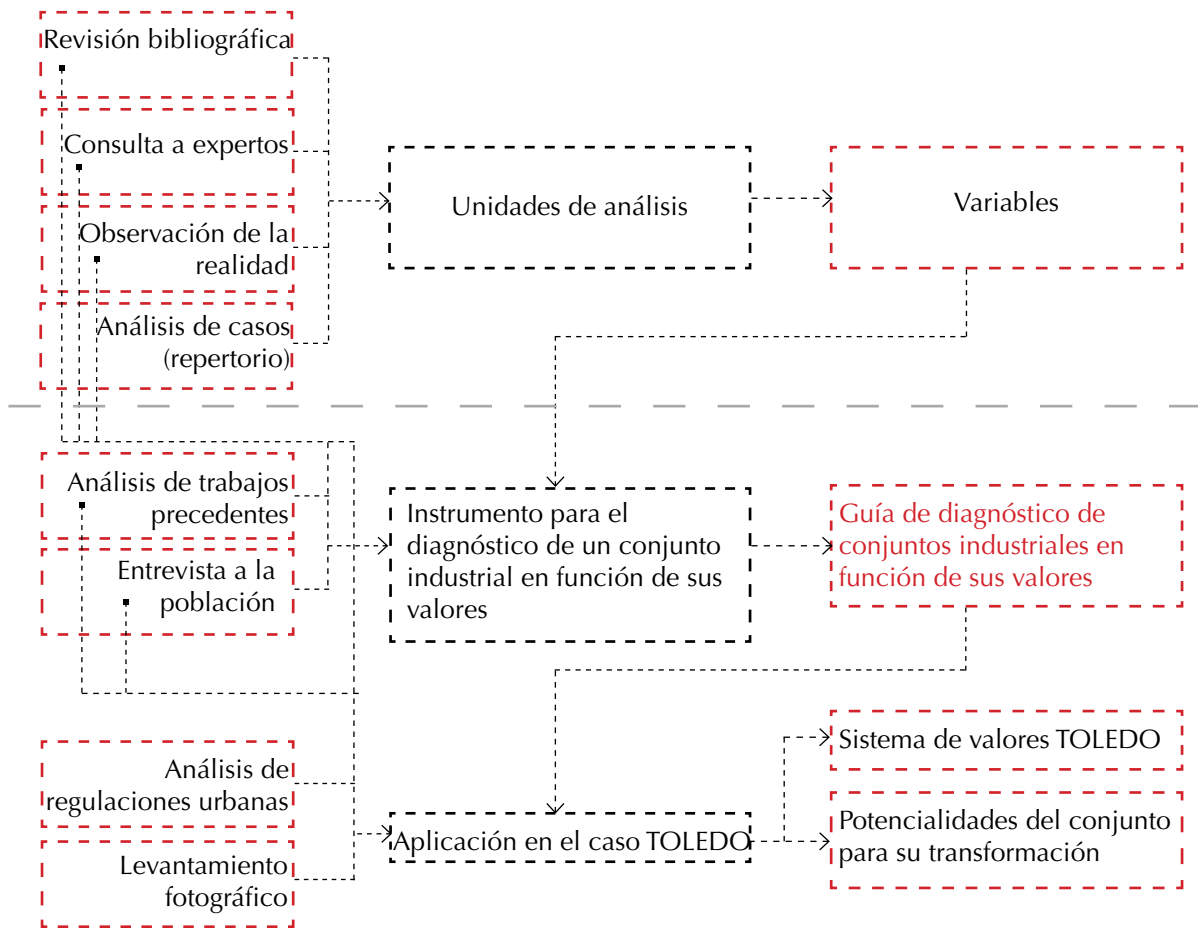 Revisión bibliográfica
Consulta a expertos
Observación de la
realidad
Análisis de casos
(repertorio)
Unidades de análisis
Variables
Análisis de trabajos
precedentes
Entrevista a la
población
Instrumento para el
diagnóstico de un conjunto
industrial en función de sus
valores
Guía de diagnóstico de
conjuntos industriales en
función de sus valores
Análisis de
regulaciones urbanas
Levantamiento
fotográfico
Aplicación en el caso TOLEDO
Sistema de valores TOLEDO
Potencialidades del conjunto
para su transformación